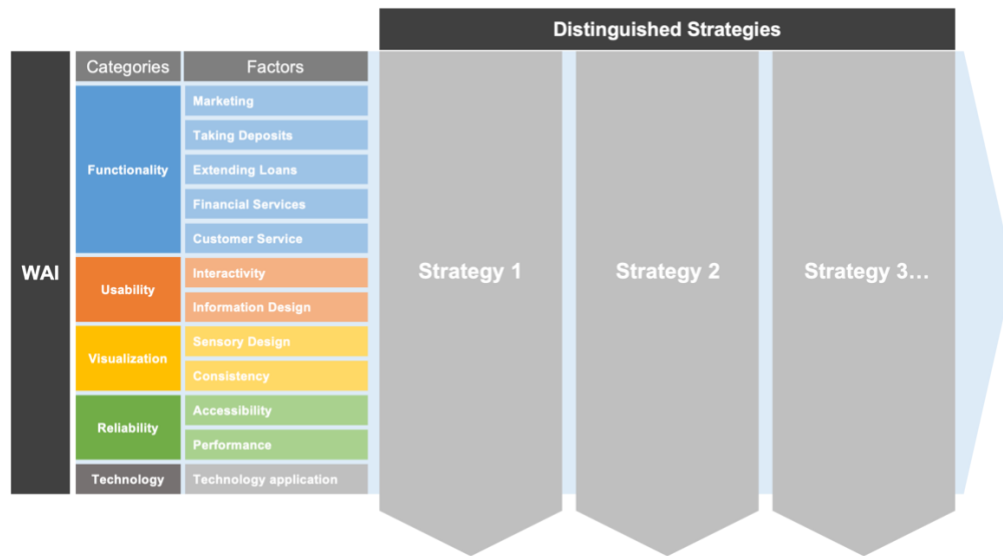 Distinguished Strategies
Categories
Factors
WAI
Functionality
Marketing
Taking Deposits
Extending Loans
Financial Services
Customer Service
Usability
Interactivity
Information Design
Visualization
Sensory Design
Consistency
Reliability
Accessibility
Performance
Technology
Technology application
Strategy 1
Strategy 2
Strategy 3…